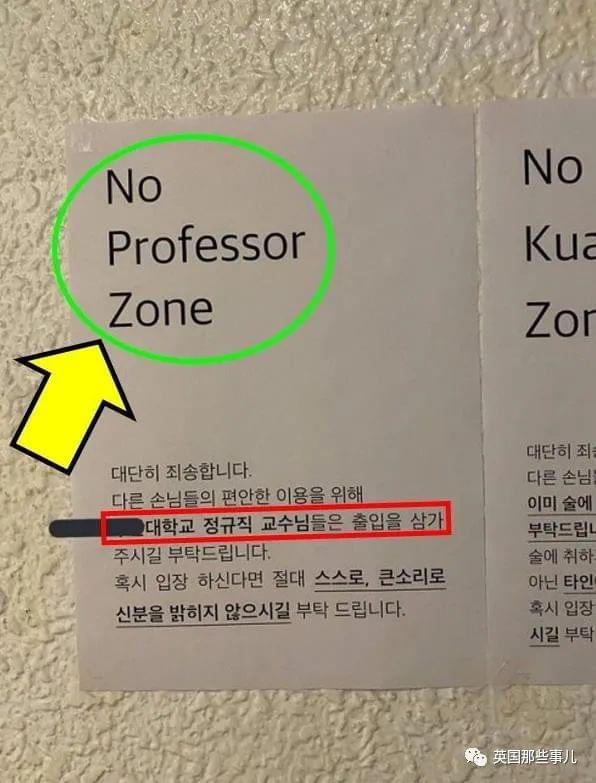 No
Professor
Zone
대단히 죄송합니다.
다른 손님들의 편안한 이용을 위해
대학교 정규직 교수님들은 출입을 삼가
주시길 부탁드립니다.
혹시 입장 하신다면 절대 스스로, 큰소리로
신분을 밝히지 않으시길 부탁 드립니다.
No
Kua
Zon
대단히 죄
다른 손님
이미 술에
부탁드립니
술에 취하
아닌 타인에
혹시 입장
시길 부탁
英国那些事儿